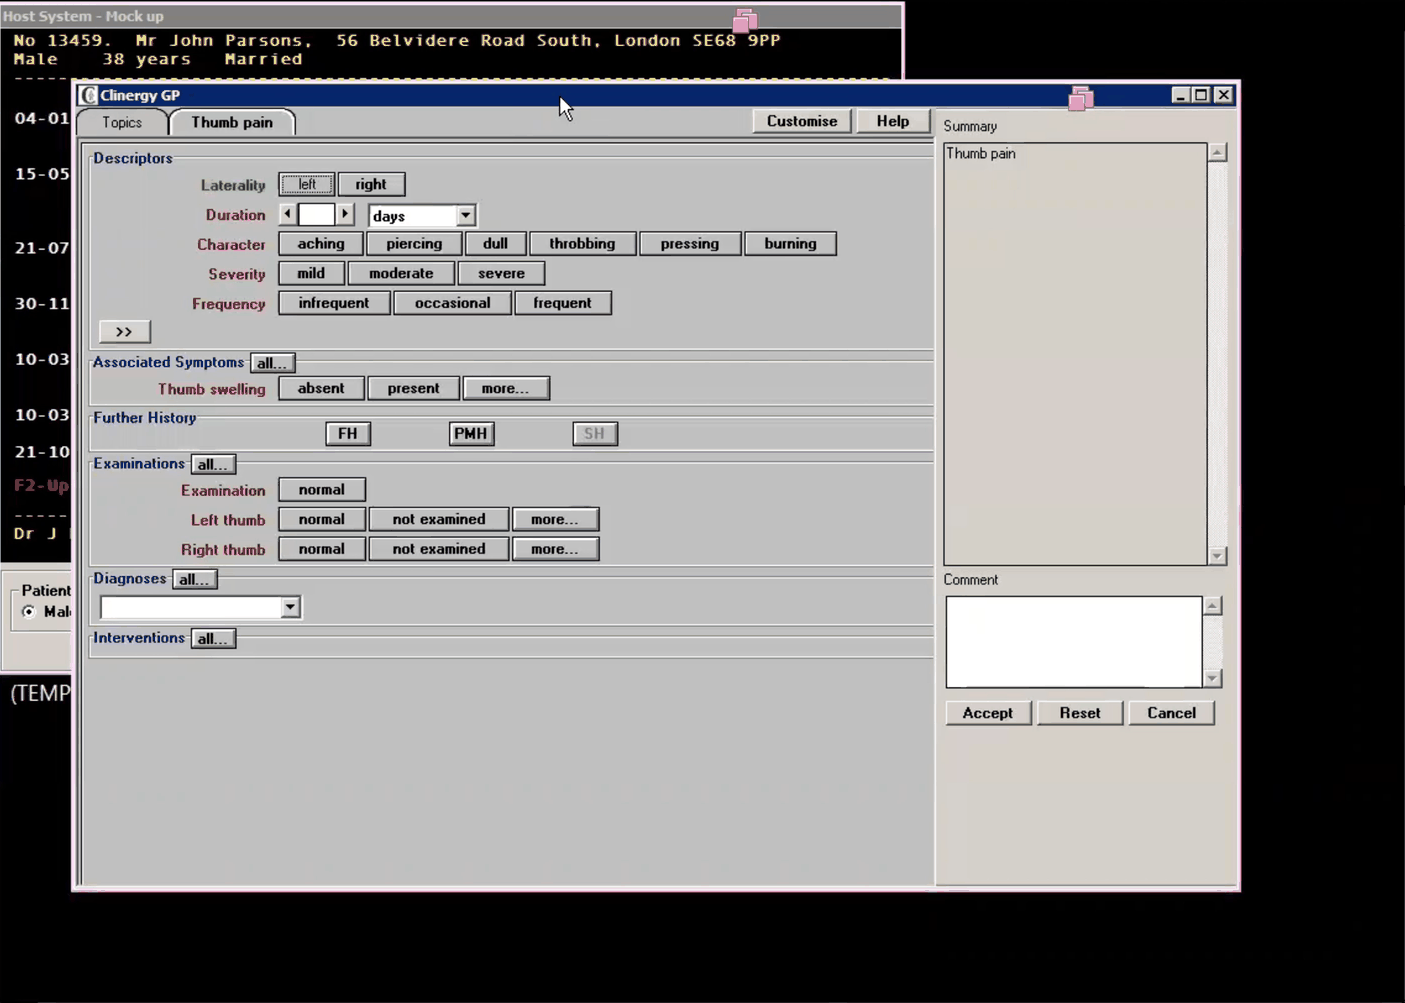 Host System - Mock up
No 13459. Mr John Parsons, 56 Belvidere Road South, London SE68 9PP
Male 38 years Married
04-01
15-05
21-07
30-11
10-03
10-03
21-10
F2-Up
Dr J
Patient
Male
(TEMP
Clinergy GP
Topics Thumb pain Customise Help
Descriptors
Laterality left right
Duration days
Character aching piercing dull throbbing pressing burning
Severity mild moderate severe
Frequency infrequent occasional frequent
>>
Associated Symptoms all...
Thumb swelling absent present more...
Further History
FH PMH SH
Examinations all...
Examination normal
Left thumb normal not examined more...
Right thumb normal not examined more...
Diagnoses all...
Interventions all...
Summary
Thumb pain
Comment
Accept Reset Cancel